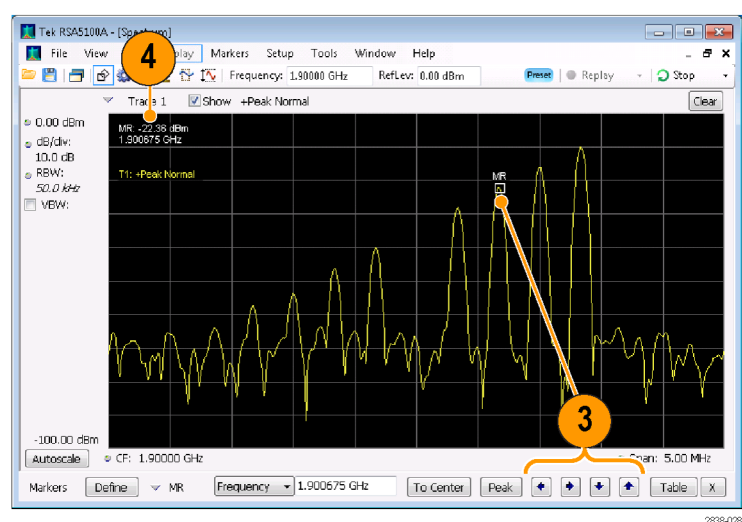 Tek RSA5100A - [Spectrum]
File View play Markers Setup Tools Window Help
Frequency: 1.90000 GHz RefLev: 0.00 dBm Preset Replay Stop
Trace 1 Show +Peak Normal Clear
0.00 dBm
dB/div:
10.0 dB
RBW:
50.0 kHz
VBW:
MR: -22.36 dBm
1.900675 GHz
T1: +Peak Normal
MR
4
3
-100.00 dBm
Autoscale CF: 1.90000 GHz Span: 5.00 MHz
Markers Define MR Frequency 1.900675 GHz To Center Peak Table X
2838-028